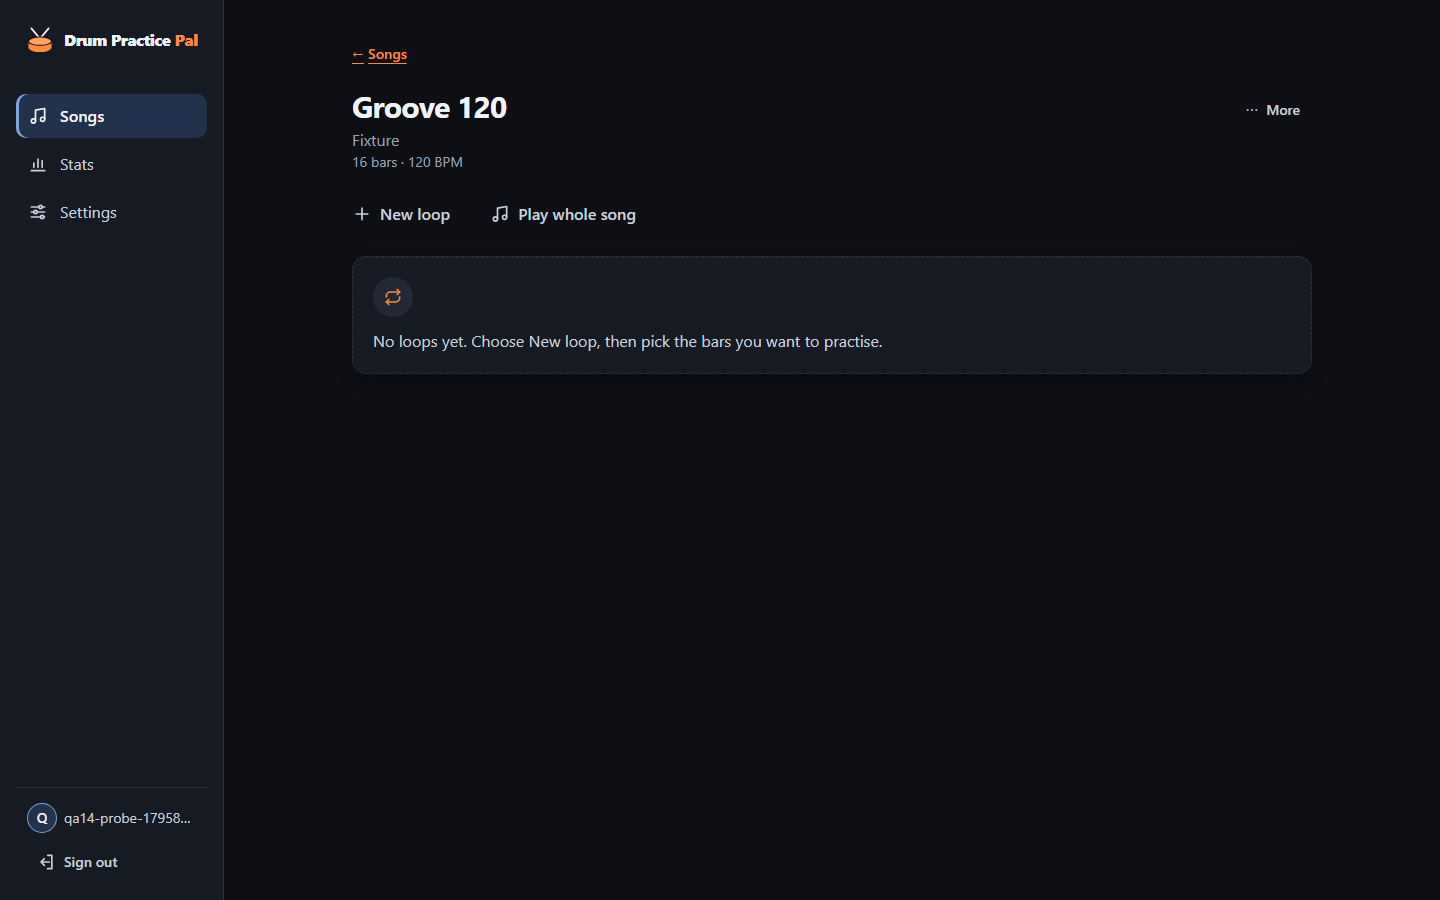 Drum Practice Pal
Songs
Stats
Settings
← Songs
Groove 120
Fixture
16 bars · 120 BPM
··· More
+ New loop
Play whole song
No loops yet. Choose New loop, then pick the bars you want to practise.
Q
qa14-probe-17958...
Sign out